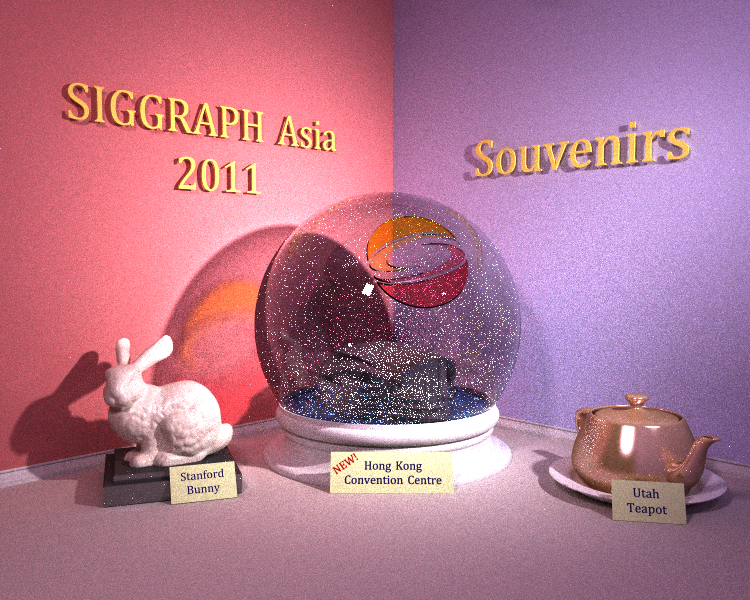 SIGGRAPH Asia
2011
Souvenirs
Stanford
Bunny
NEW!
Hong Kong
Convention Centre
Utah
Teapot